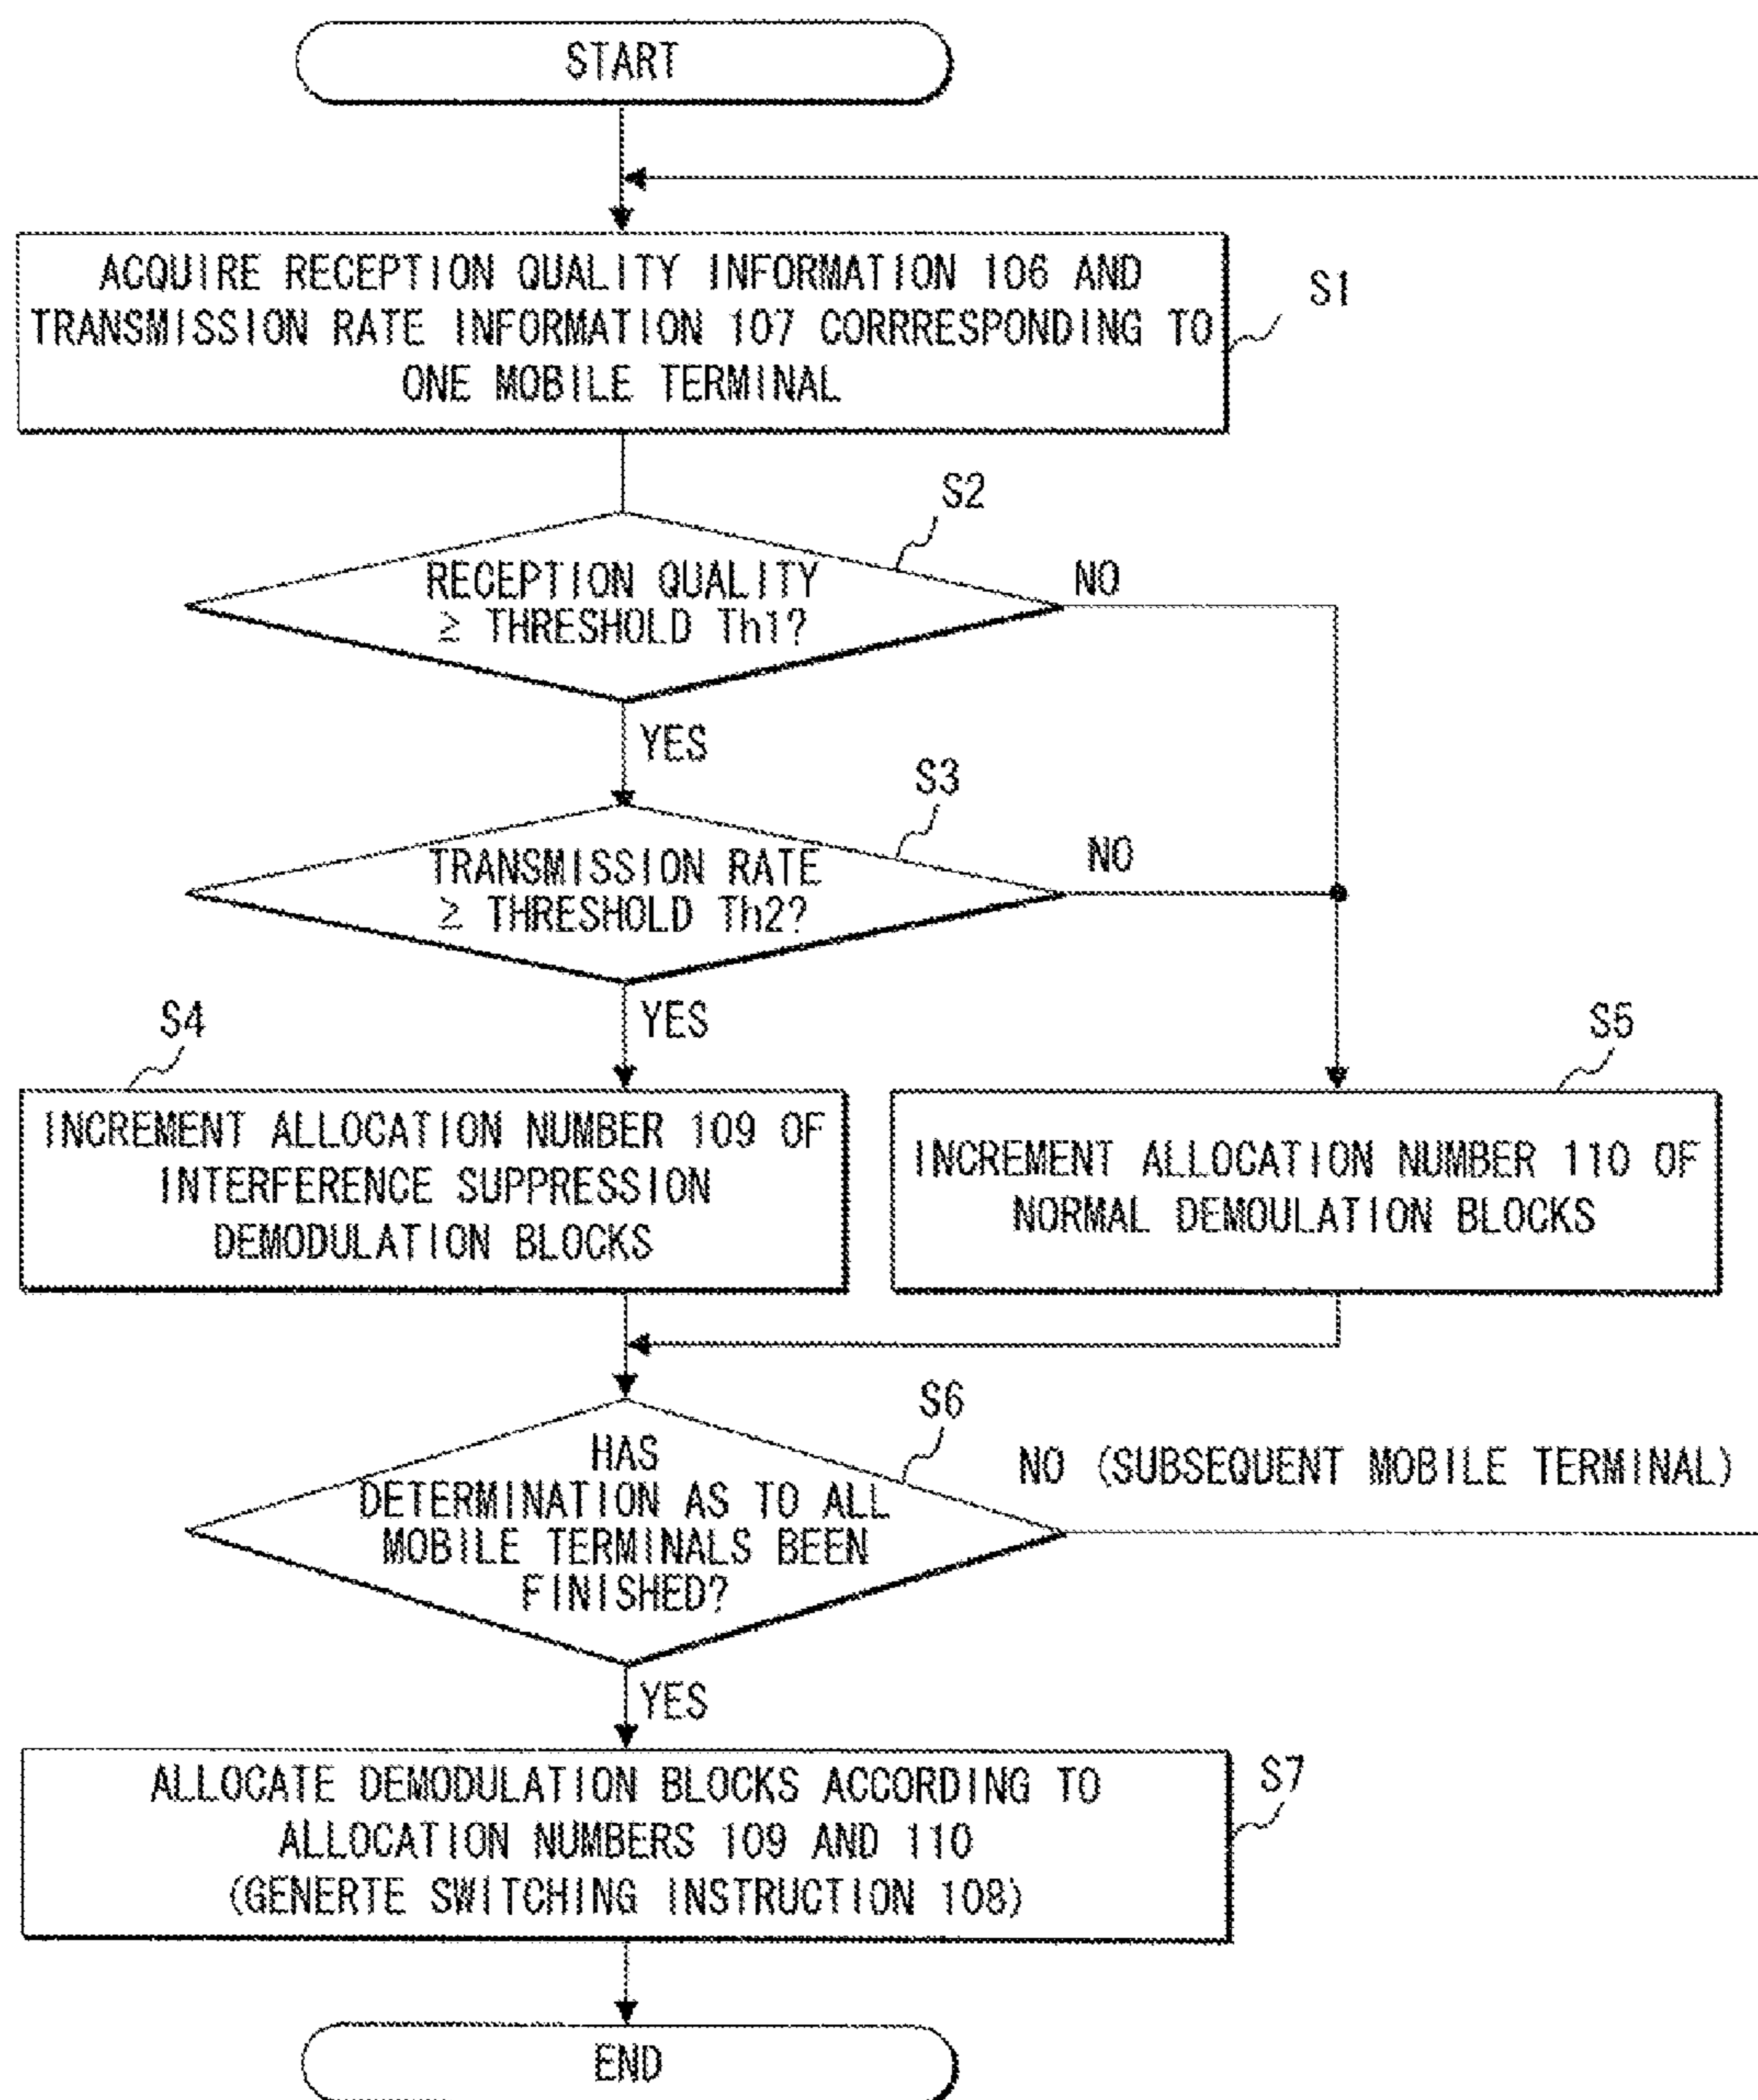 START
ACQUIRE RECEPTION QUALITY INFORMATION 106 AND
TRANSMISSION RATE INFORMATION 107 CORRRESPONDING TO
ONE MOBILE TERMINAL
S1
S2
RECEPTION QUALITY
≥ THRESHOLD Th1?
NO
YES
S3
TRANSMISSION RATE
≥ THRESHOLD Th2?
NO
YES
S4
INCREMENT ALLOCATION NUMBER 109 OF
INTERFERENCE SUPPRESSION
DEMODULATION BLOCKS
S5
INCREMENT ALLOCATION NUMBER 110 OF
NORMAL DEMOULATION BLOCKS
S6
HAS
DETERMINATION AS TO ALL
MOBILE TERMINALS BEEN
FINISHED?
NO (SUBSEQUENT MOBILE TERMINAL)
YES
ALLOCATE DEMODULATION BLOCKS ACCORDING TO
ALLOCATION NUMBERS 109 AND 110
(GENERTE SWITCHING INSTRUCTION 108)
S7
END